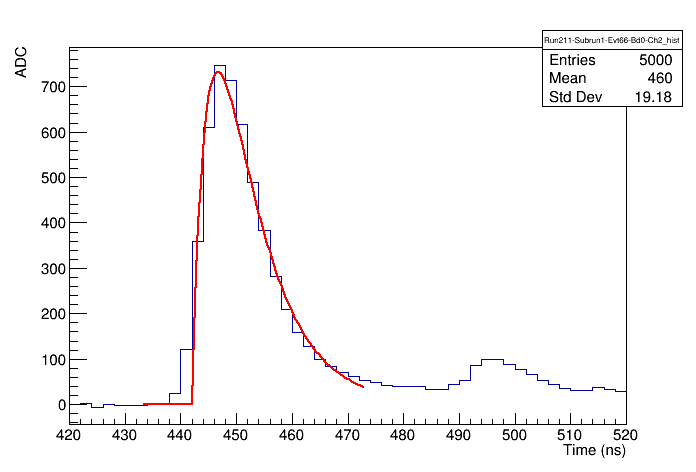 Run211-Subrun1-Evt66-Bd0-Ch2_hist
Entries 5000
Mean 460
Std Dev 19.18
ADC
700
600
500
400
300
200
100
0
420 430 440 450 460 470 480 490 500 510 520
Time (ns)